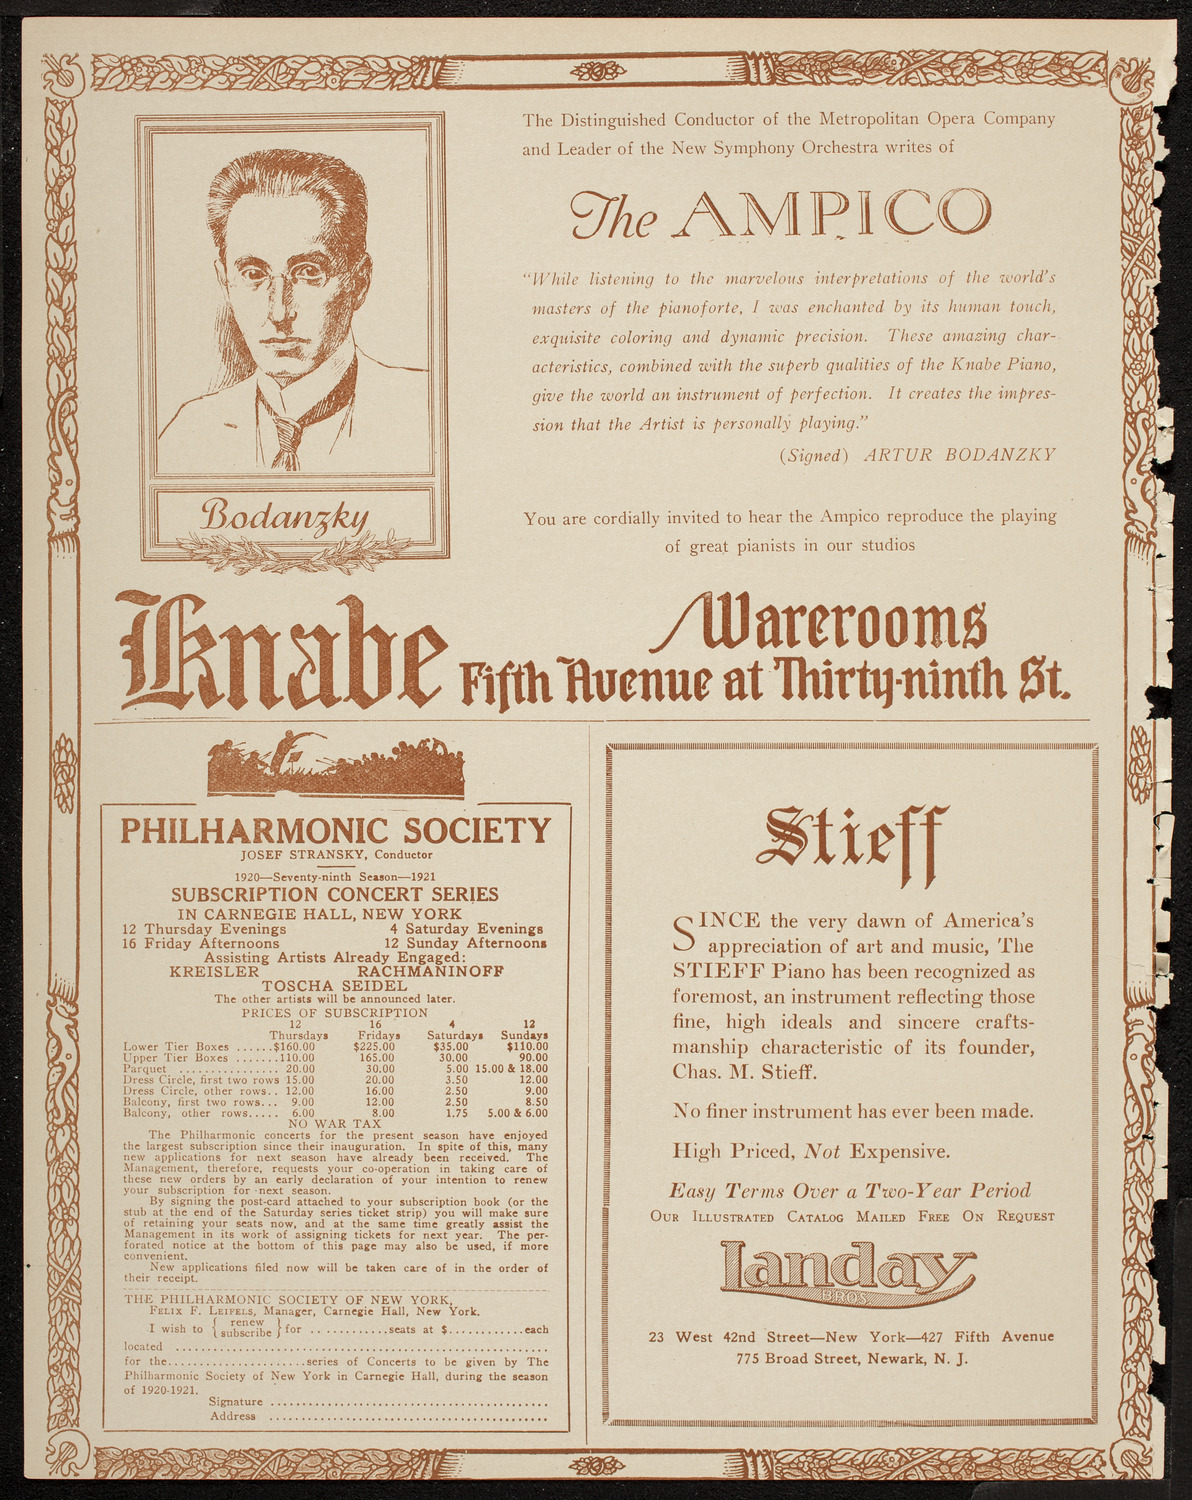 The Distinguished Conductor of the Metropolitan Opera Company
and Leader of the New Symphony Orchestra writes of
The AMPICO
"While listening to the marvelous interpretations of the world's
masters of the pianoforte, I was enchanted by its human touch,
exquisite coloring and dynamic precision. These amazing char-
acteristics, combined with the superb qualities of the Knabe Piano,
give the world an instrument of perfection. It creates the impres-
sion that the Artist is personally playing."
(Signed) ARTUR BODANZKY
Bodanzky
You are cordially invited to hear the Ampico reproduce the playing
of great pianists in our studios
Knabe Warerooms
Fifth Avenue at Thirty-ninth St.
PHILHARMONIC SOCIETY
JOSEF STRANSKY, Conductor
1920—Seventy-ninth Season—1921
SUBSCRIPTION CONCERT SERIES
IN CARNEGIE HALL, NEW YORK
12 Thursday Evenings 4 Saturday Evenings
16 Friday Afternoons 12 Sunday Afternoons
Assisting Artists Already Engaged:
KREISLER RACHMANINOFF
TOSCHA SEIDEL
The other artists will be announced later.
PRICES OF SUBSCRIPTION
12 16 4 12
Thursdays Fridays Saturdays Sundays
Lower Tier Boxes ......$160.00 $225.00 $35.00 $110.00
Upper Tier Boxes .......110.00 165.00 30.00 90.00
Parquet ................ 20.00 30.00 5.00 15.00 & 18.00
Dress Circle, first two rows 15.00 20.00 3.50 12.00
Dress Circle, other rows.. 12.00 16.00 2.50 9.00
Balcony, first two rows... 9.00 12.00 2.50 8.50
Balcony, other rows..... 6.00 8.00 1.75 5.00 & 6.00
NO WAR TAX
The Philharmonic concerts for the present season have enjoyed
the largest subscription since their inauguration. In spite of this, many
new applications for next season have already been received. The
Management, therefore, requests your co-operation in taking care of
these new orders by an early declaration of your intention to renew
your subscription for next season.
By signing the post-card attached to your subscription book (or the
stub at the end of the Saturday series ticket strip) you will make sure
of retaining your seats now, and at the same time greatly assist the
Management in its work of assigning tickets for next year. The per-
forated notice at the bottom of this page may also be used, if more
convenient.
New applications filed now will be taken care of in the order of
their receipt.
THE PHILHARMONIC SOCIETY OF NEW YORK,
FELIX F. LEIFELS, Manager, Carnegie Hall, New York.
I wish to { renew subscribe } for .............seats at $............each
located ..........................................................
for the......................series of Concerts to be given by The
Philharmonic Society of New York in Carnegie Hall, during the season
of 1920-1921.
Signature ..........................................
Address ..........................................
Stieff
SINCE the very dawn of America's
appreciation of art and music, The
STIEFF Piano has been recognized as
foremost, an instrument reflecting those
fine, high ideals and sincere crafts-
manship characteristic of its founder,
Chas. M. Stieff.
No finer instrument has ever been made.
High Priced, Not Expensive.
Easy Terms Over a Two-Year Period
OUR ILLUSTRATED CATALOG MAILED FREE ON REQUEST
Landay
BROS
23 West 42nd Street—New York—427 Fifth Avenue
775 Broad Street, Newark, N. J.